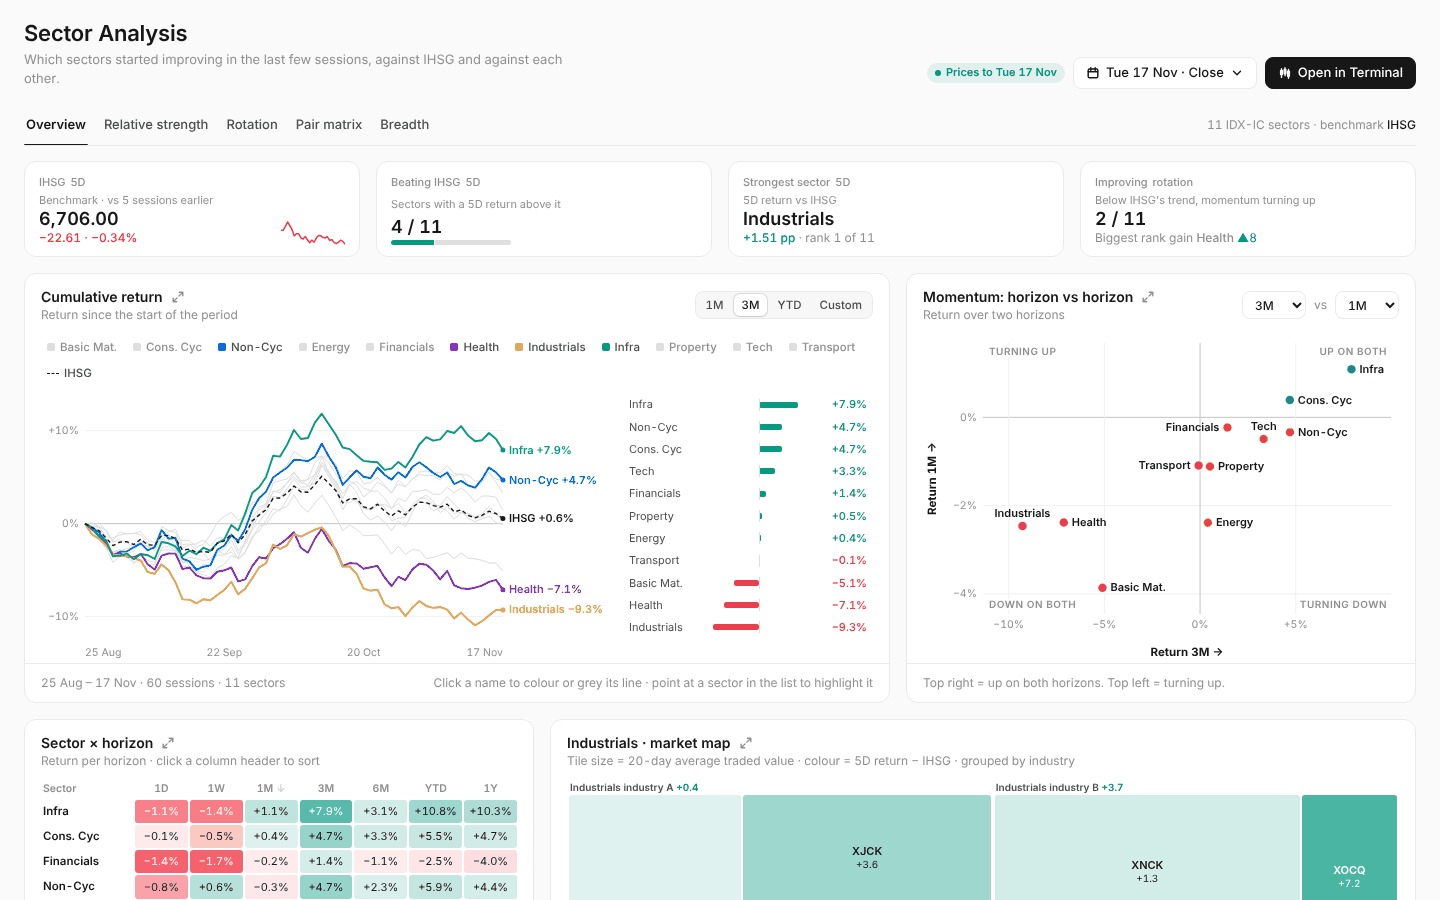 Sector Analysis
Which sectors started improving in the last few sessions, against IHSG and against each
other.
Prices to Tue 17 Nov
Tue 17 Nov · Close
Open in Terminal
Overview
Relative strength
Rotation
Pair matrix
Breadth
11 IDX-IC sectors · benchmark IHSG
IHSG 5D
Benchmark · vs 5 sessions earlier
6,706.00
−22.61 · −0.34%
Beating IHSG 5D
Sectors with a 5D return above it
4 / 11
Strongest sector 5D
5D return vs IHSG
Industrials
+1.51 pp · rank 1 of 11
Improving rotation
Below IHSG's trend, momentum turning up
2 / 11
Biggest rank gain Health ▲8
Cumulative return
Return since the start of the period
1M
3M
YTD
Custom
Basic Mat.
Cons. Cyc
Non-Cyc
Energy
Financials
Health
Industrials
Infra
Property
Tech
Transport
IHSG
+10%
0%
−10%
25 Aug
22 Sep
20 Oct
17 Nov
Infra +7.9%
Non-Cyc +4.7%
IHSG +0.6%
Health −7.1%
Industrials −9.3%
Infra +7.9%
Non-Cyc +4.7%
Cons. Cyc +4.7%
Tech +3.3%
Financials +1.4%
Property +0.5%
Energy +0.4%
Transport −0.1%
Basic Mat. −5.1%
Health −7.1%
Industrials −9.3%
25 Aug – 17 Nov · 60 sessions · 11 sectors
Click a name to colour or grey its line · point at a sector in the list to highlight it
Momentum: horizon vs horizon
Return over two horizons
3M
vs
1M
TURNING UP
UP ON BOTH
Infra
Cons. Cyc
0%
Financials
Tech
Non-Cyc
Transport
Property
Return 1M →
−2%
Industrials
Health
Energy
Basic Mat.
−4%
DOWN ON BOTH
TURNING DOWN
−10%
−5%
0%
+5%
Return 3M →
Top right = up on both horizons. Top left = turning up.
Sector × horizon
Return per horizon · click a column header to sort
Sector 1D 1W 1M ↓ 3M 6M YTD 1Y
Infra −1.1% −1.4% +1.1% +7.9% +3.1% +10.8% +10.3%
Cons. Cyc −0.1% −0.5% +0.4% +4.7% +3.3% +5.5% +4.7%
Financials −1.4% −1.7% −0.2% +1.4% −1.1% −2.5% −4.0%
Non-Cyc −0.8% +0.6% −0.3% +4.7% +2.3% +5.9% +4.4%
Industrials · market map
Tile size = 20-day average traded value · colour = 5D return − IHSG · grouped by industry
Industrials industry A +0.4
Industrials industry B +3.7
XJCK
+3.6
XNCK
+1.3
XOCQ
+7.2